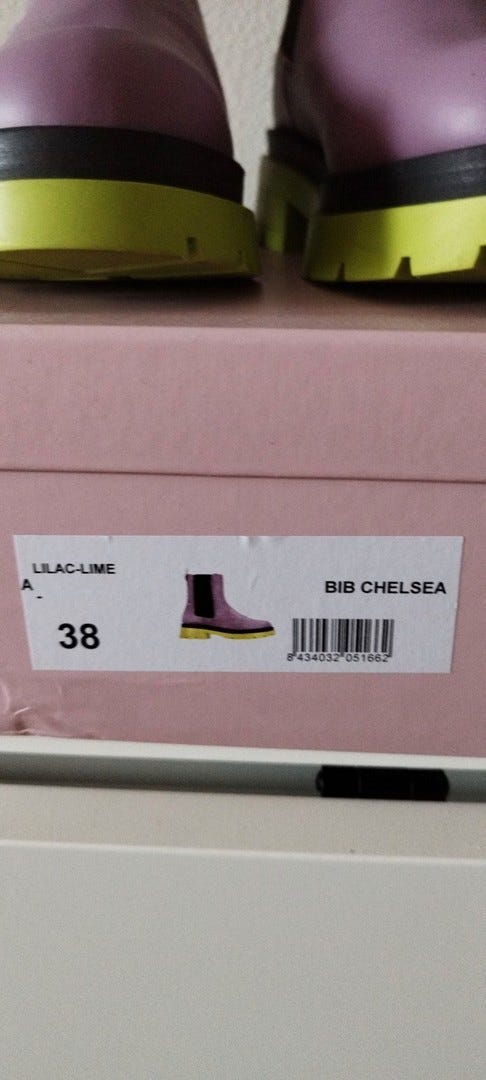 LILAC-LIME
A
-
38
BIB CHELSEA
8 434032 051662